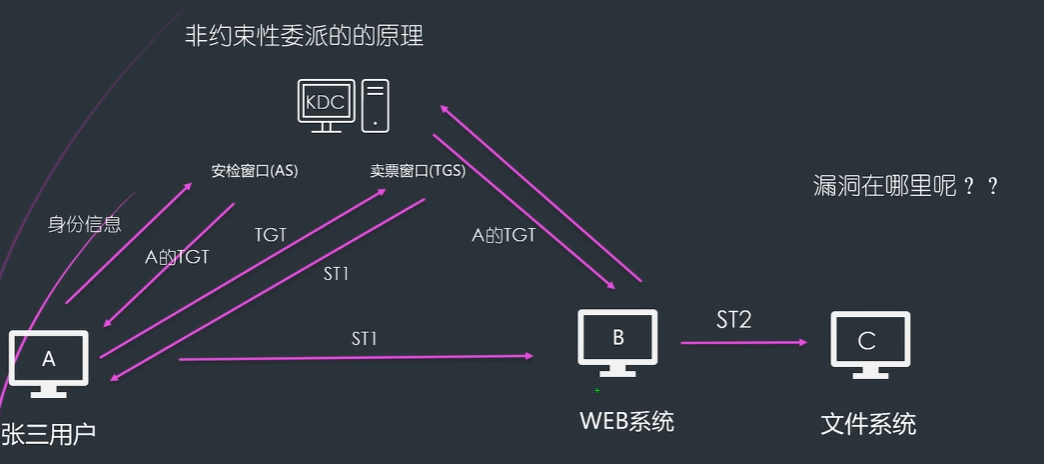 非约束性委派的的原理
KDC
安检窗口(AS)
卖票窗口(TGS)
漏洞在哪里呢？？
身份信息
A的TGT
TGT
A的TGT
ST1
ST1
ST2
A
B
C
张三用户
WEB系统
文件系统